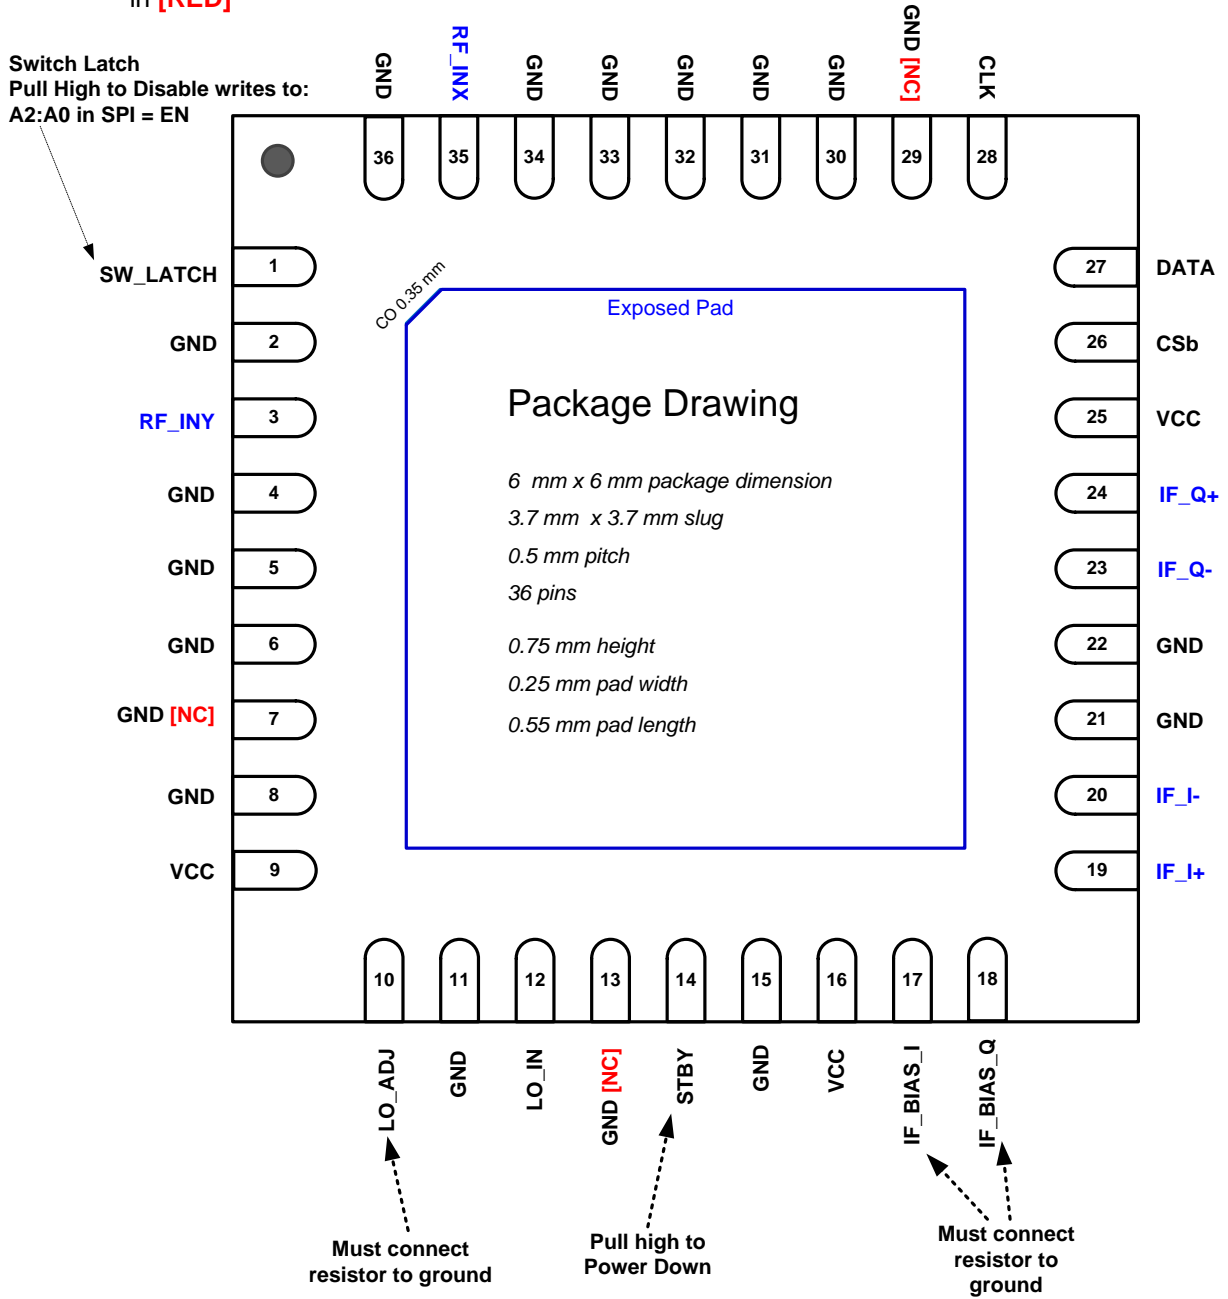 in [RED]
Switch Latch
Pull High to Disable writes to:
A2:A0 in SPI = EN
GND
RF_INX
GND
GND
GND
GND
GND
GND [NC]
CLK
36
35
34
33
32
31
30
29
28
SW_LATCH 1
GND 2
RF_INY 3
GND 4
GND 5
GND 6
GND [NC] 7
GND 8
VCC 9
CO 0.35 mm
Exposed Pad
Package Drawing
6 mm x 6 mm package dimension
3.7 mm x 3.7 mm slug
0.5 mm pitch
36 pins
0.75 mm height
0.25 mm pad width
0.55 mm pad length
27 DATA
26 CSb
25 VCC
24 IF_Q+
23 IF_Q-
22 GND
21 GND
20 IF_I-
19 IF_I+
10
11
12
13
14
15
16
17
18
LO_ADJ
GND
LO_IN
GND [NC]
STBY
GND
VCC
IF_BIAS_I
IF_BIAS_Q
Must connect
resistor to ground
Pull high to
Power Down
Must connect
resistor to
ground